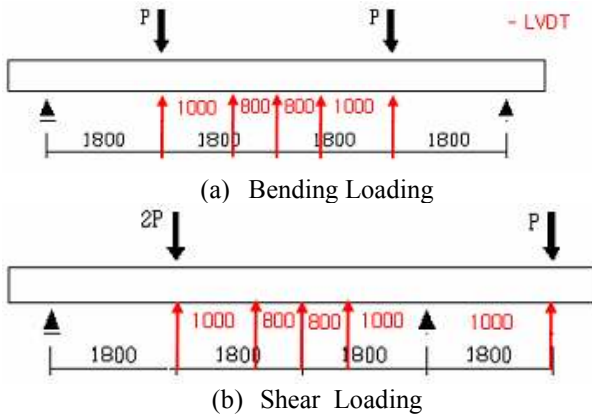 P P - LVDT
1000 800 800 1000
1800 1800 1800 1800
(a) Bending Loading
2P P
1000 800 800 1000 1000
1800 1800 1800 1800
(b) Shear Loading